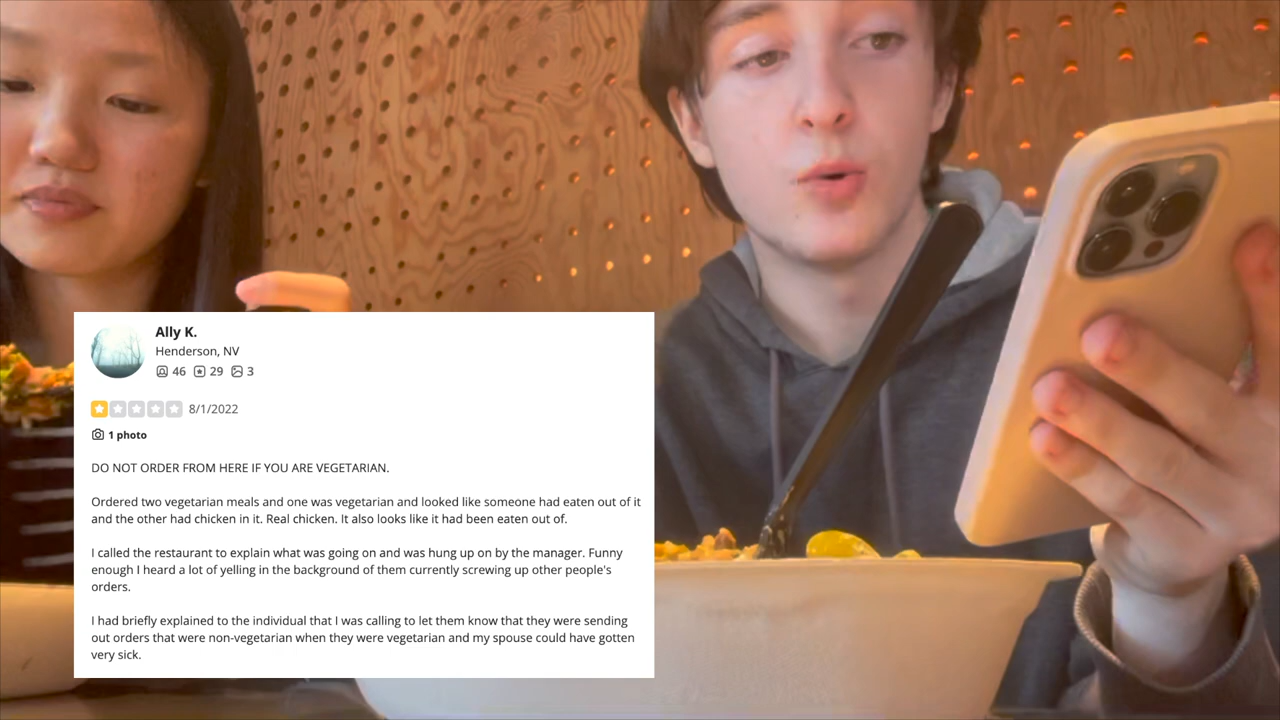 Ally K.
Henderson, NV
46 29 3
8/1/2022
1 photo
DO NOT ORDER FROM HERE IF YOU ARE VEGETARIAN.
Ordered two vegetarian meals and one was vegetarian and looked like someone had eaten out of it
and the other had chicken in it. Real chicken. It also looks like it had been eaten out of.
I called the restaurant to explain what was going on and was hung up on by the manager. Funny
enough I heard a lot of yelling in the background of them currently screwing up other people's
orders.
I had briefly explained to the individual that I was calling to let them know that they were sending
out orders that were non-vegetarian when they were vegetarian and my spouse could have gotten
very sick.